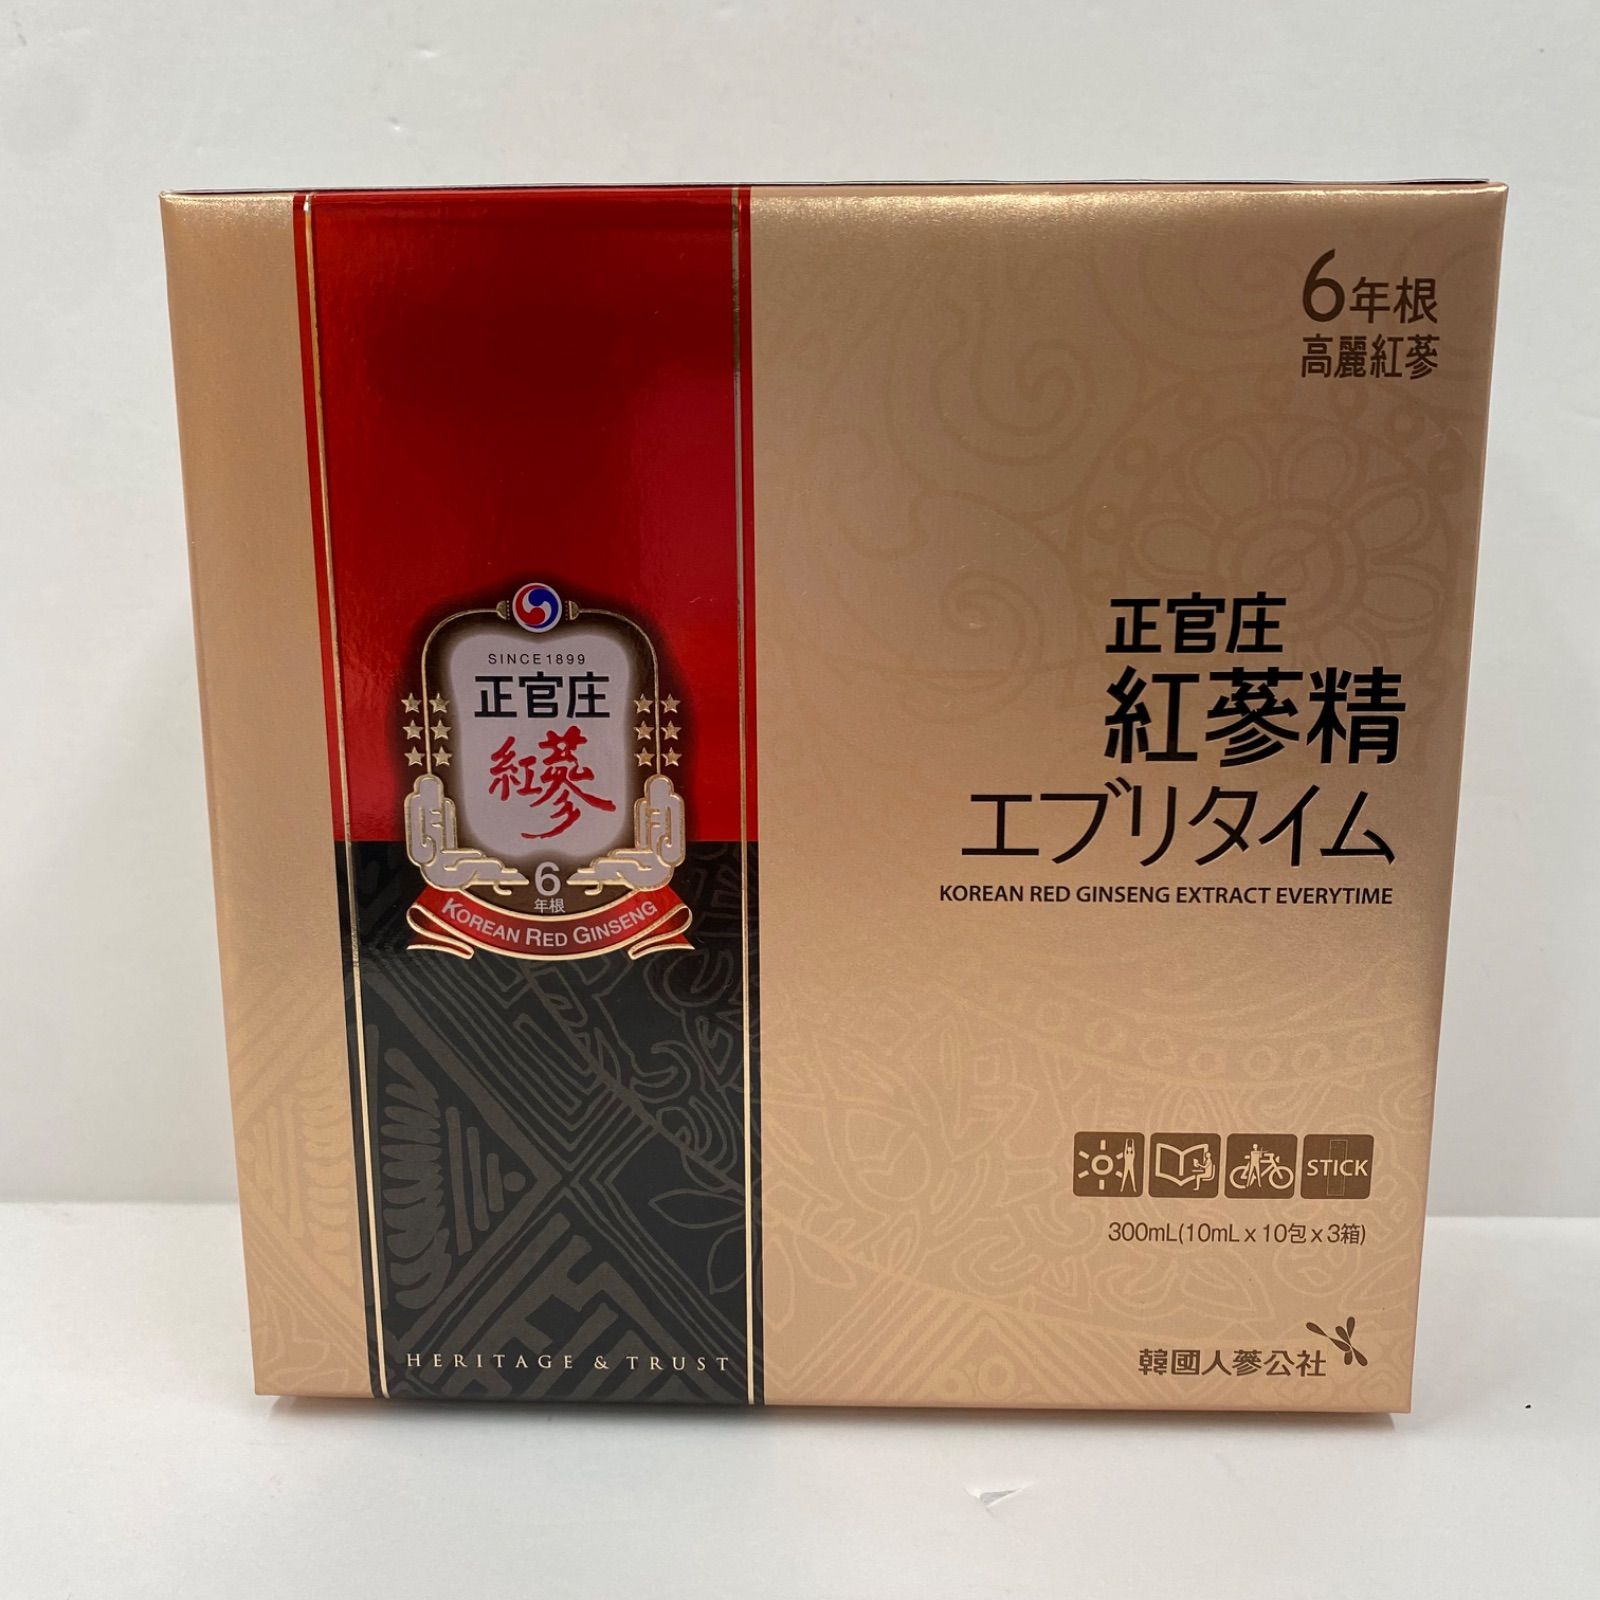 6年根
高麗紅蔘
SINCE 1899
正官庄
紅蔘
6
年根
KOREAN RED GINSENG
正官庄
紅蔘精
エブリタイム
KOREAN RED GINSENG EXTRACT EVERYTIME
STICK
300mL(10mL x 10包 x 3箱)
HERITAGE & TRUST
韓國人蔘公社